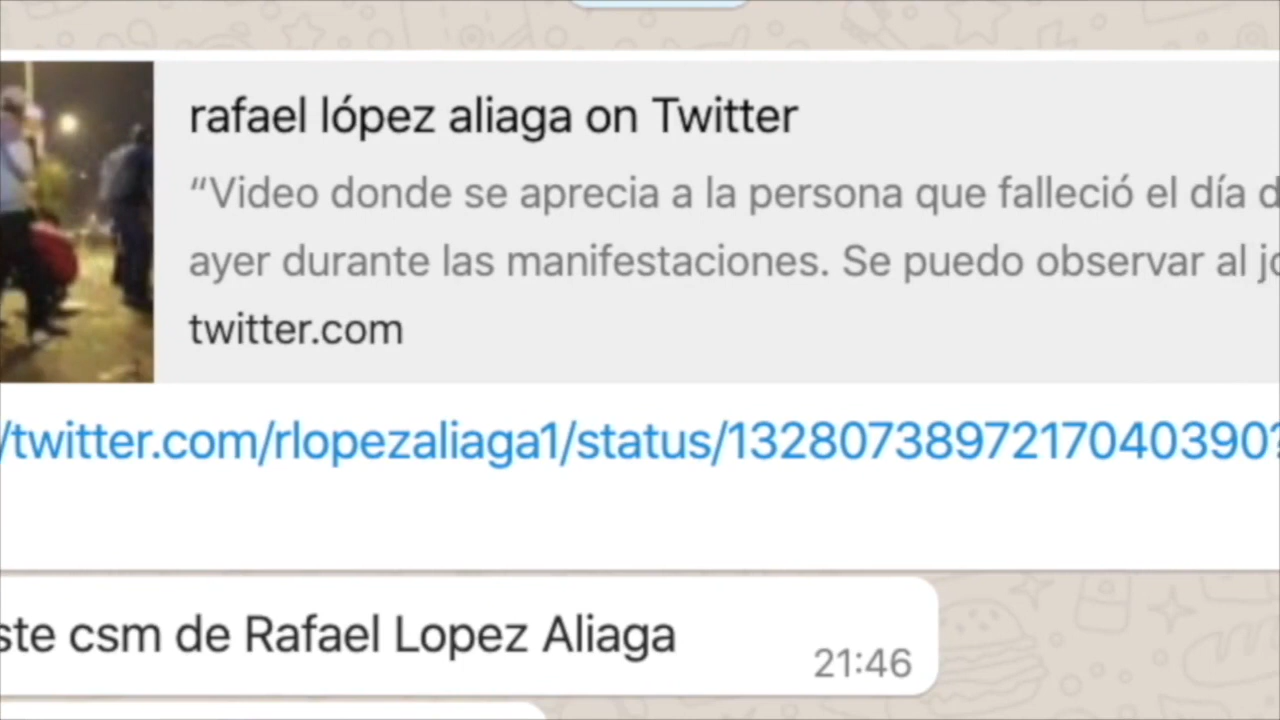 rafael lópez aliaga on Twitter
“Video donde se aprecia a la persona que falleció el día
ayer durante las manifestaciones. Se puedo observar al
twitter.com
/twitter.com/rlopezaliaga1/status/1328073897217040390?
ste csm de Rafael Lopez Aliaga
21:46